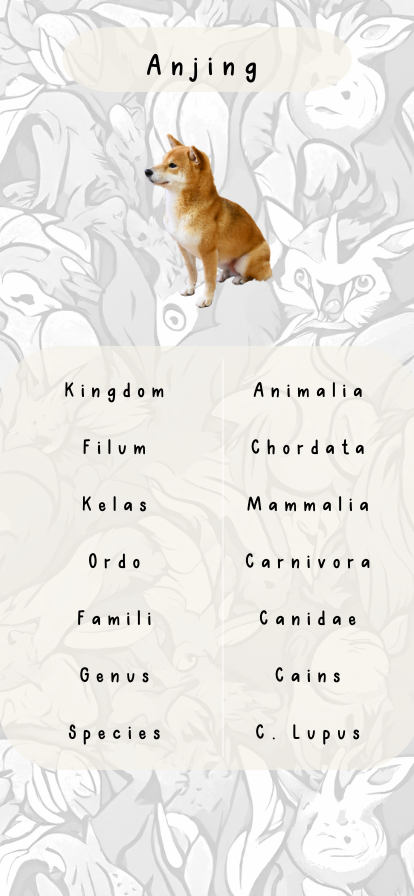 Anjing
Kingdom Animalia
Filum Chordata
Kelas Mammalia
Ordo Carnivora
Famili Canidae
Genus Cains
Species C. Lupus